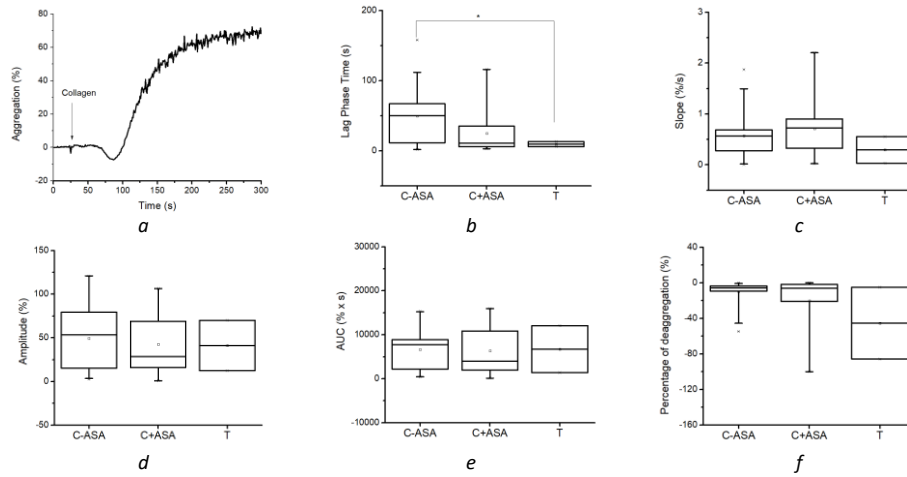 Aggregation (%)
80
60
40
20
0
-20
Collagen
0 50 100 150 200 250 300
Time (s)
a
Lag Phase Time (s)
200
100
0
*
C-ASA C+ASA T
b
Slope (%/s)
3
2
1
0
C-ASA C+ASA T
c
Amplitude (%)
150
100
50
0
-50
C-ASA C+ASA T
d
AUC (% x s)
30000
20000
10000
0
-10000
C-ASA C+ASA T
e
Percentage of deaggregation (%)
40
0
-40
-80
-120
-160
C-ASA C+ASA T
f